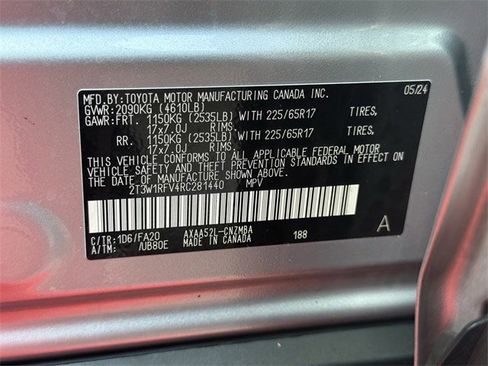 MFD.BY:TOYOTA MOTOR MANUFACTURING CANADA INC. 05/24
GVWR:2090KG (4610LB)
GAWR:FRT. 1150KG (2535LB) WITH 225/65R17 TIRES,
17x7.0J RIMS.
RR. 1150KG (2535LB) WITH 225/65R17 TIRES,
17x7.0J RIMS.
THIS VEHICLE CONFORMS TO ALL APPLICABLE FEDERAL MOTOR
VEHICLE SAFETY AND THEFT PREVENTION STANDARDS IN EFFECT
ON THE DATE OF MANUFACTURE SHOWN ABOVE.
2T3W1RFV4RC281440 MPV
C/TR:1D6/FA20 AXAA52L-CNZMBA 188 A
A/TM: /UB80E MADE IN CANADA